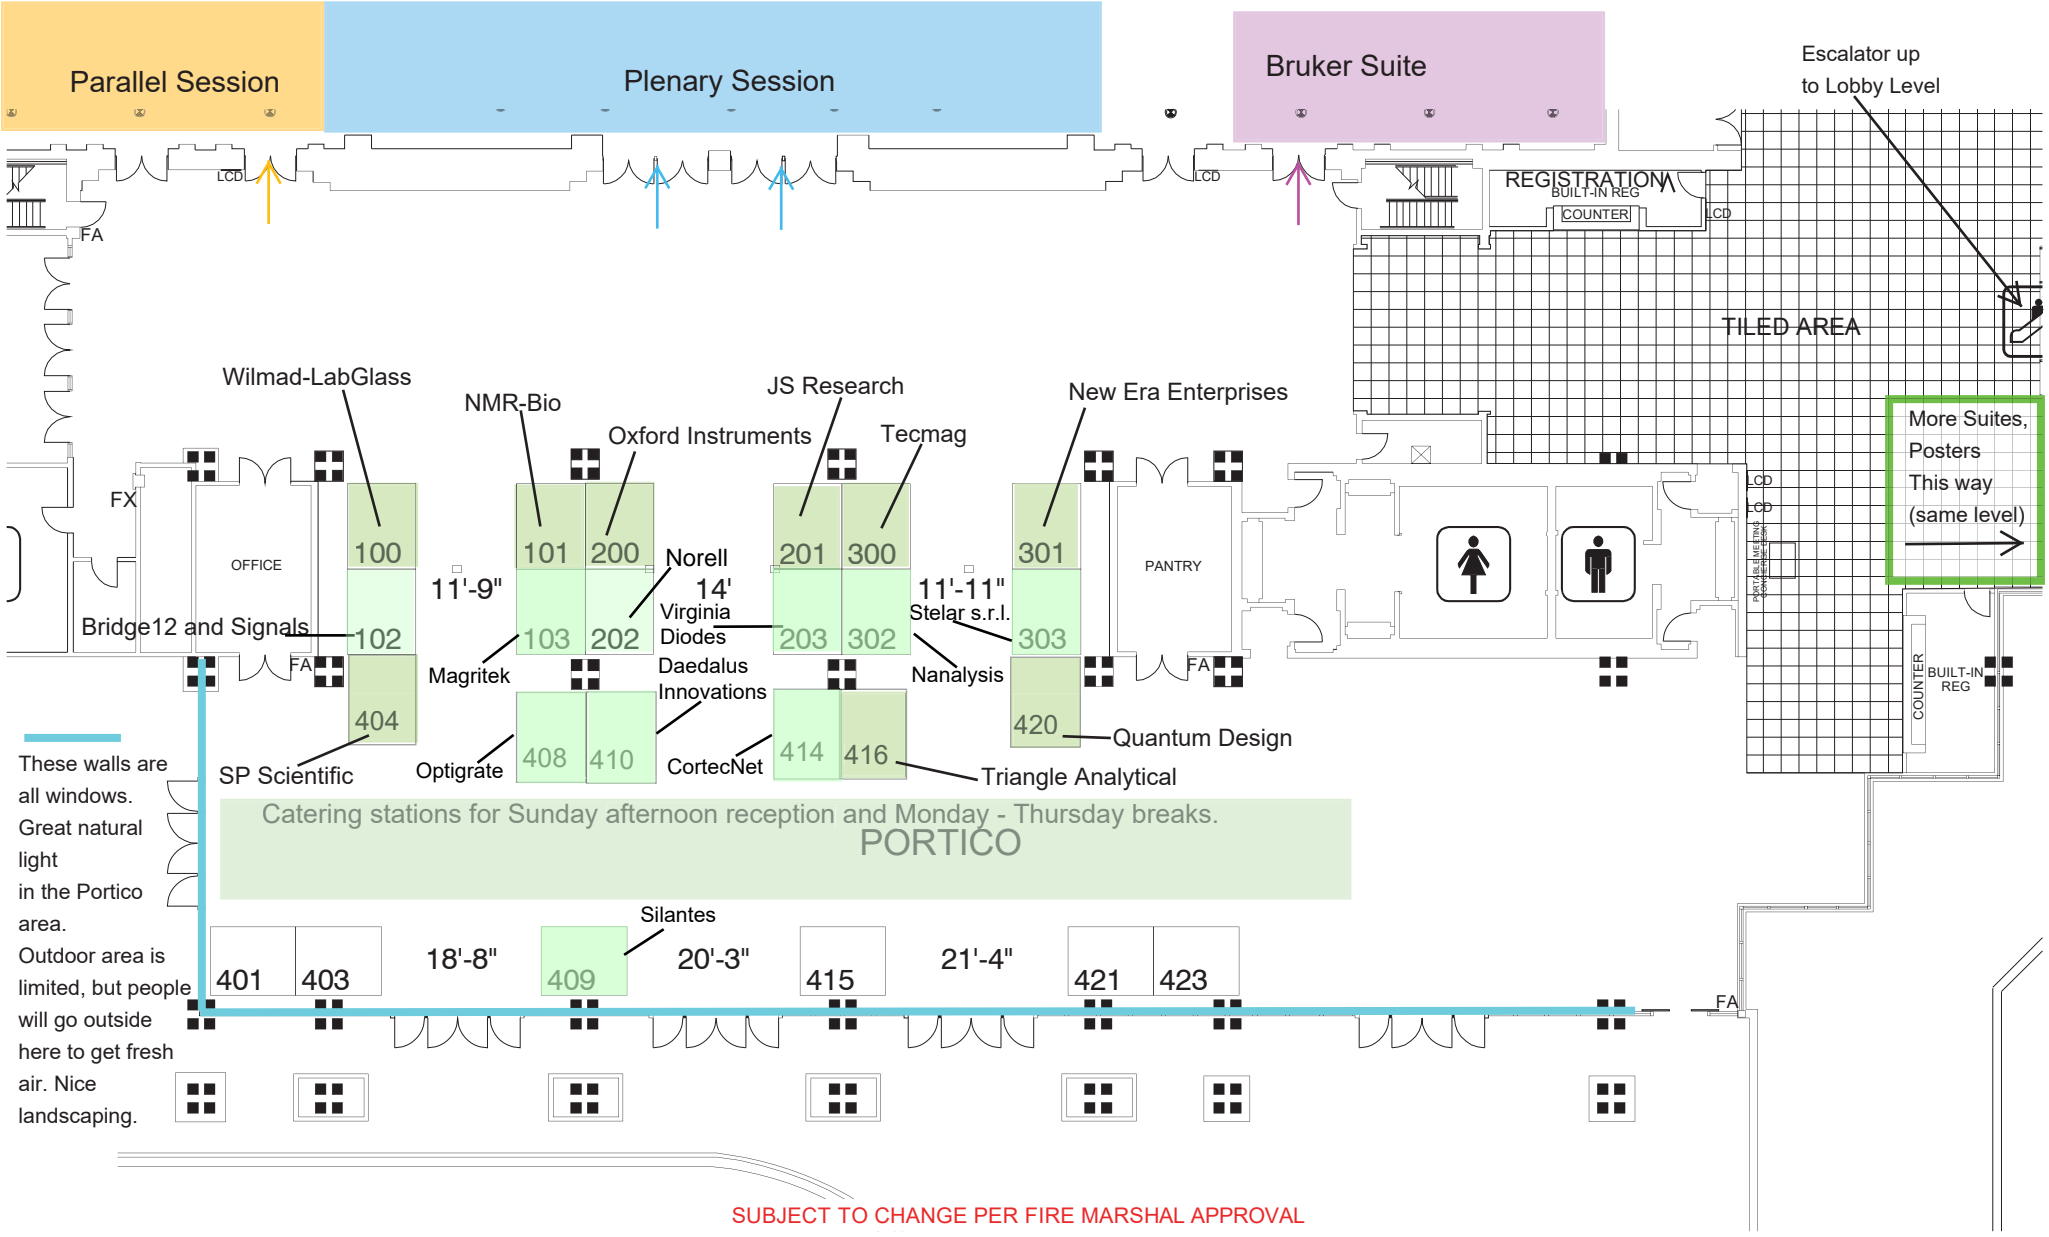 Parallel Session
Plenary Session
Bruker Suite
Escalator up
to Lobby Level
LCD
LCD
REGISTRATION
BUILT-IN REG
COUNTER
LCD
FA
TILED AREA
Wilmad-LabGlass
NMR-Bio
Oxford Instruments
JS Research
Tecmag
New Era Enterprises
More Suites,
Posters
This way
(same level)
FX
OFFICE
100
101
200
201
300
301
PANTRY
LCD
LCD
PORTABLE MEETING
CONCIERGE DESK
11'-9"
Norell
14'
11'-11"
Bridge12 and Signals
102
103
202
Virginia
Diodes
203
302
Stelar s.r.l.
303
FA
Magritek
Daedalus
Innovations
Nanalysis
FA
COUNTER
BUILT-IN
REG
404
408
410
414
416
420
SP Scientific
Optigrate
CortecNet
Triangle Analytical
Quantum Design
These walls are
all windows.
Great natural
light
in the Portico
area.
Outdoor area is
limited, but people
will go outside
here to get fresh
air. Nice
landscaping.
Catering stations for Sunday afternoon reception and Monday - Thursday breaks.
PORTICO
Silantes
401
403
18'-8"
409
20'-3"
415
21'-4"
421
423
FA
SUBJECT TO CHANGE PER FIRE MARSHAL APPROVAL